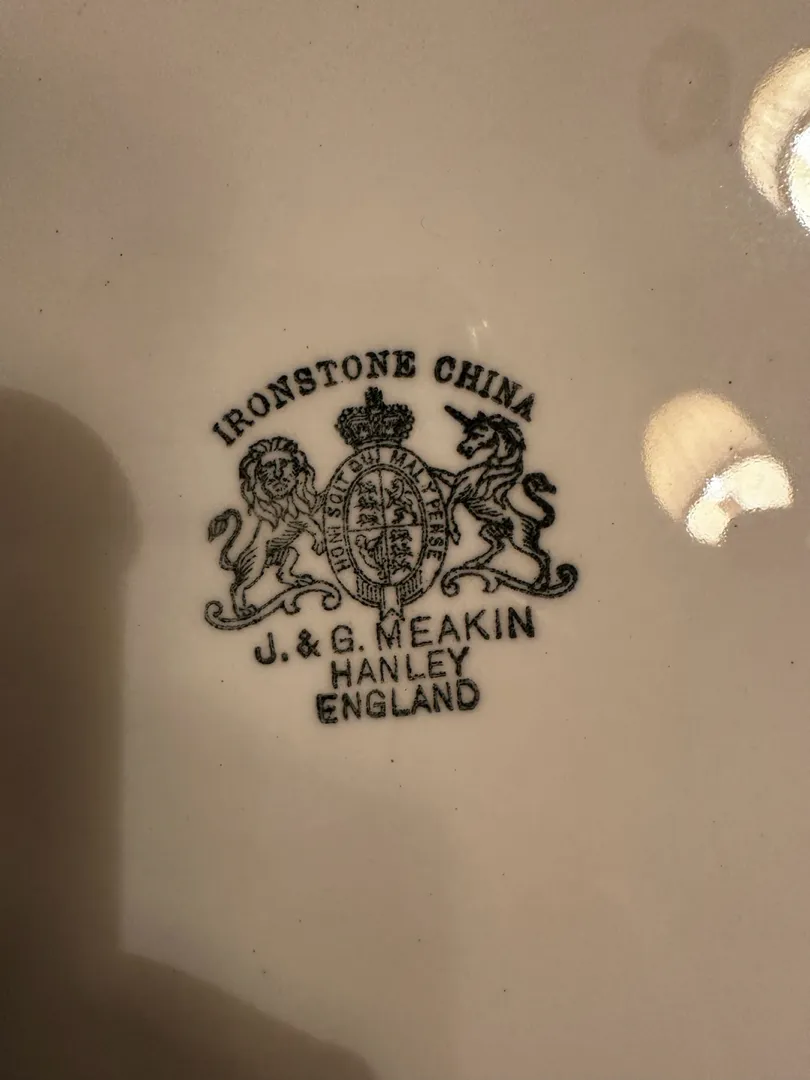 IRONSTONE CHINA
HONI SOIT QUI MAL Y PENSE
J. & G. MEAKIN
HANLEY
ENGLAND